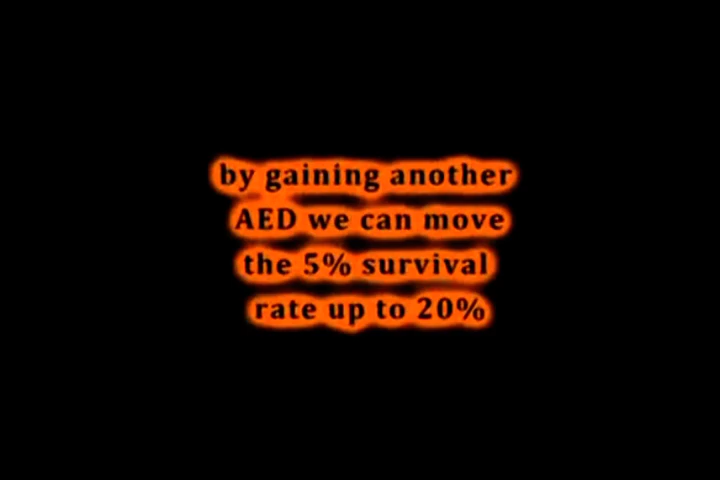 by gaining another
AED we can move
the 5% survival
rate up to 20%